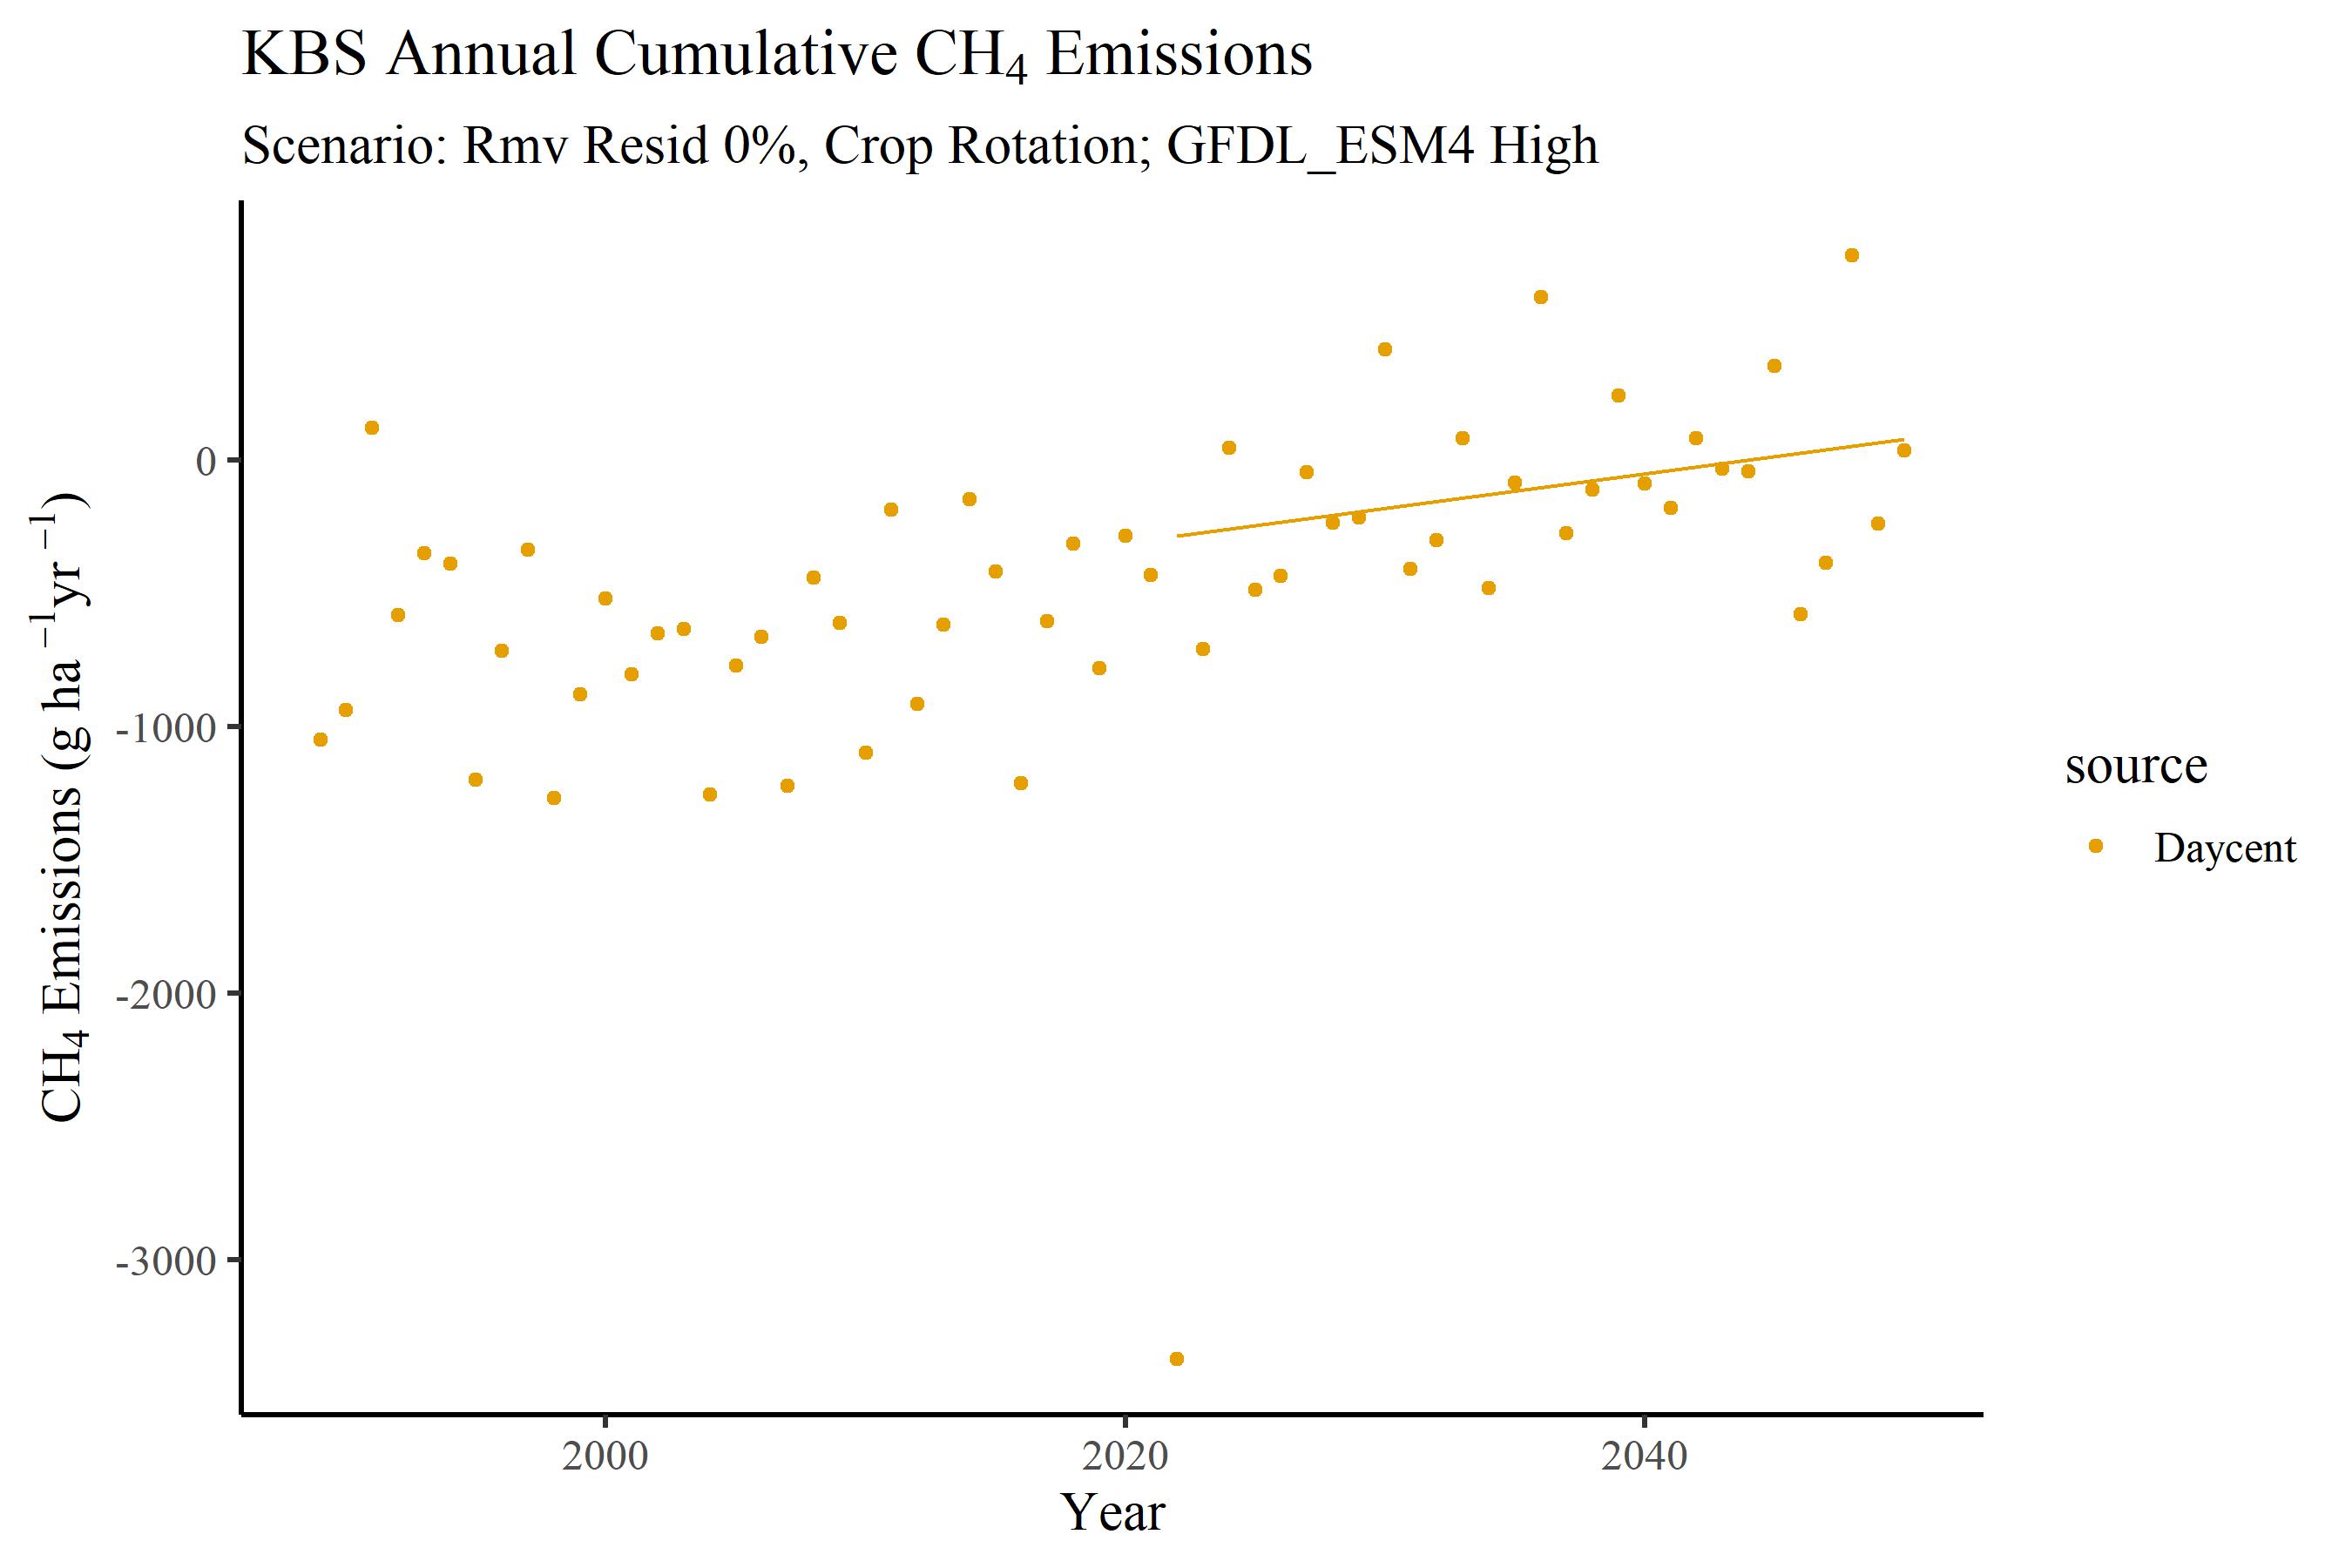 KBS Annual Cumulative CH₄ Emissions
Scenario: Rmv Resid 0%, Crop Rotation; GFDL_ESM4 High
CH₄ Emissions (g ha ⁻¹yr ⁻¹)
0
-1000
-2000
-3000
2000 2020 2040
Year
source
Daycent